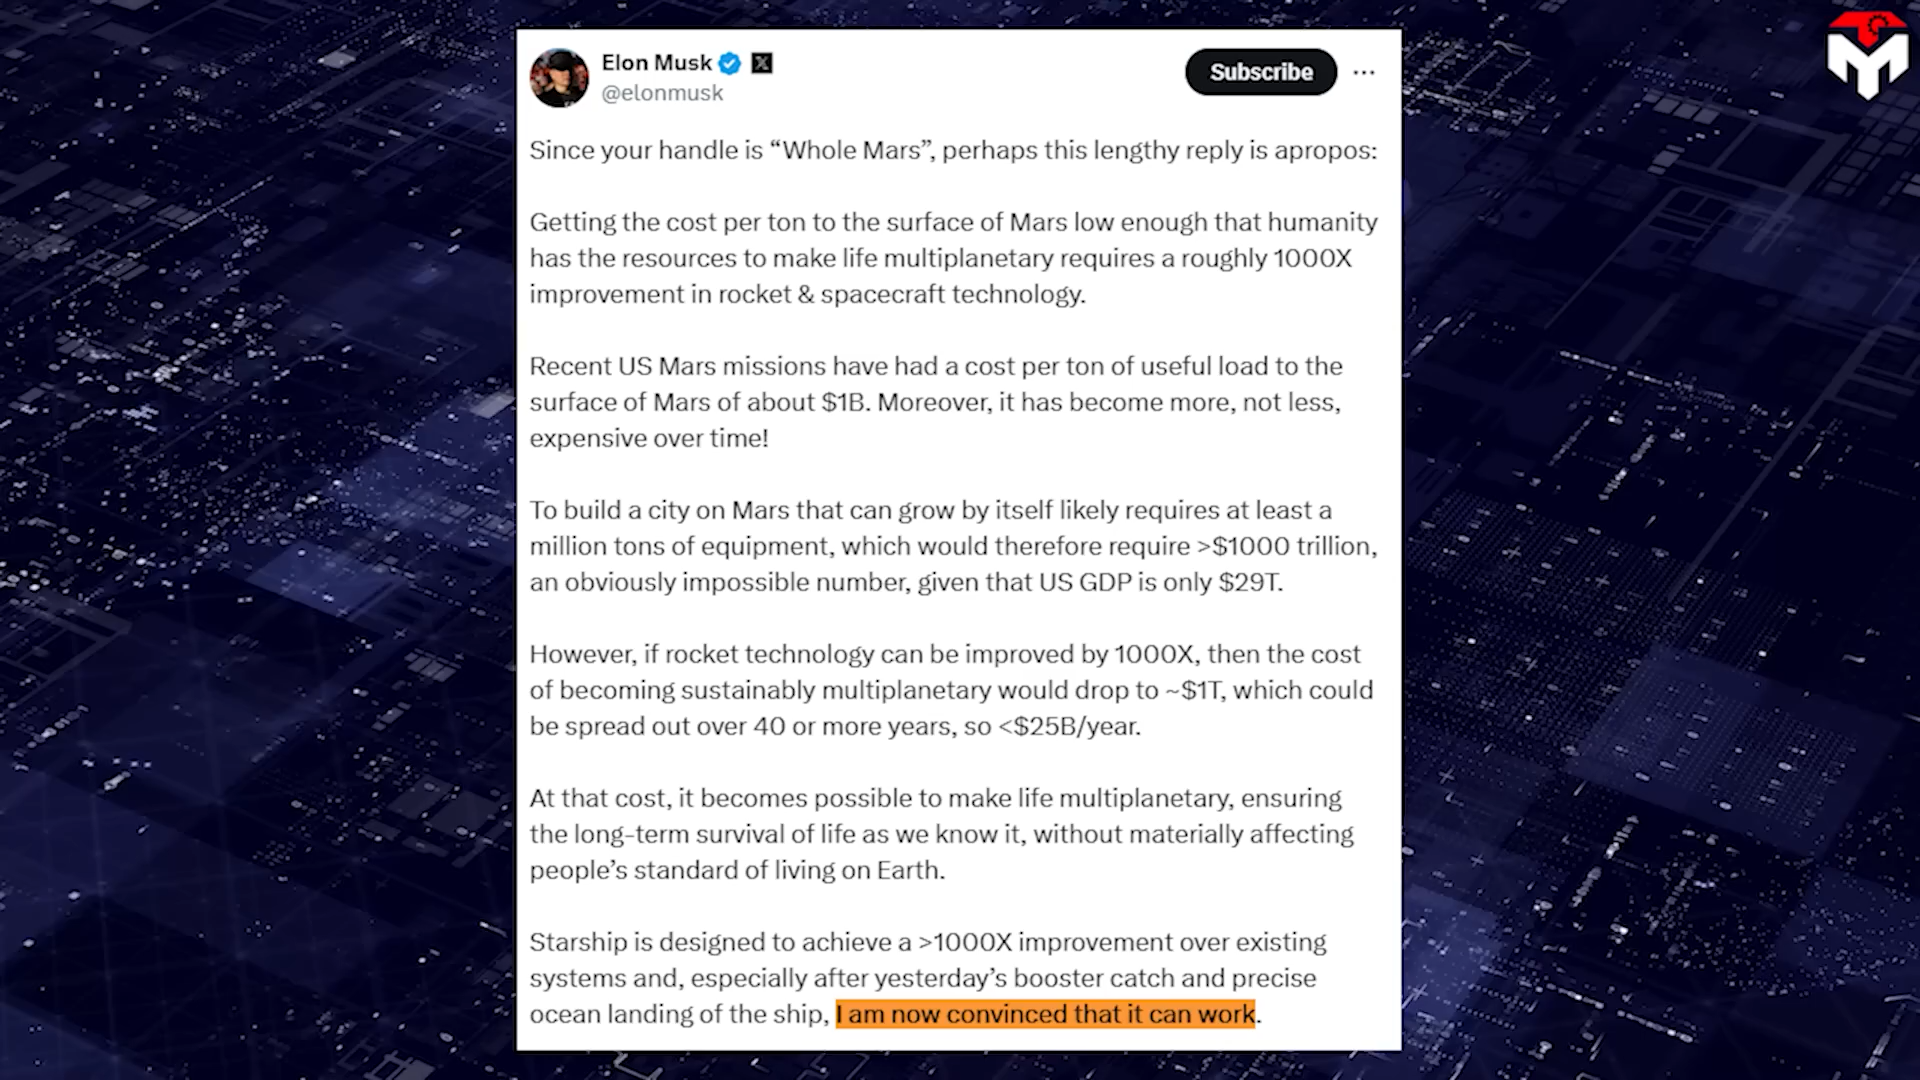 Elon Musk
Subscribe
@elonmusk
Since your handle is “Whole Mars”, perhaps this lengthy reply is apropos:
Getting the cost per ton to the surface of Mars low enough that humanity
has the resources to make life multiplanetary requires a roughly 1000X
improvement in rocket & spacecraft technology.
Recent US Mars missions have had a cost per ton of useful load to the
surface of Mars of about $1B. Moreover, it has become more, not less,
expensive over time!
To build a city on Mars that can grow by itself likely requires at least a
million tons of equipment, which would therefore require >$1000 trillion,
an obviously impossible number, given that US GDP is only $29T.
However, if rocket technology can be improved by 1000X, then the cost
of becoming sustainably multiplanetary would drop to ~$1T, which could
be spread out over 40 or more years, so <$25B/year.
At that cost, it becomes possible to make life multiplanetary, ensuring
the long-term survival of life as we know it, without materially affecting
people’s standard of living on Earth.
Starship is designed to achieve a >1000X improvement over existing
systems and, especially after yesterday’s booster catch and precise
ocean landing of the ship, I am now convinced that it can work.